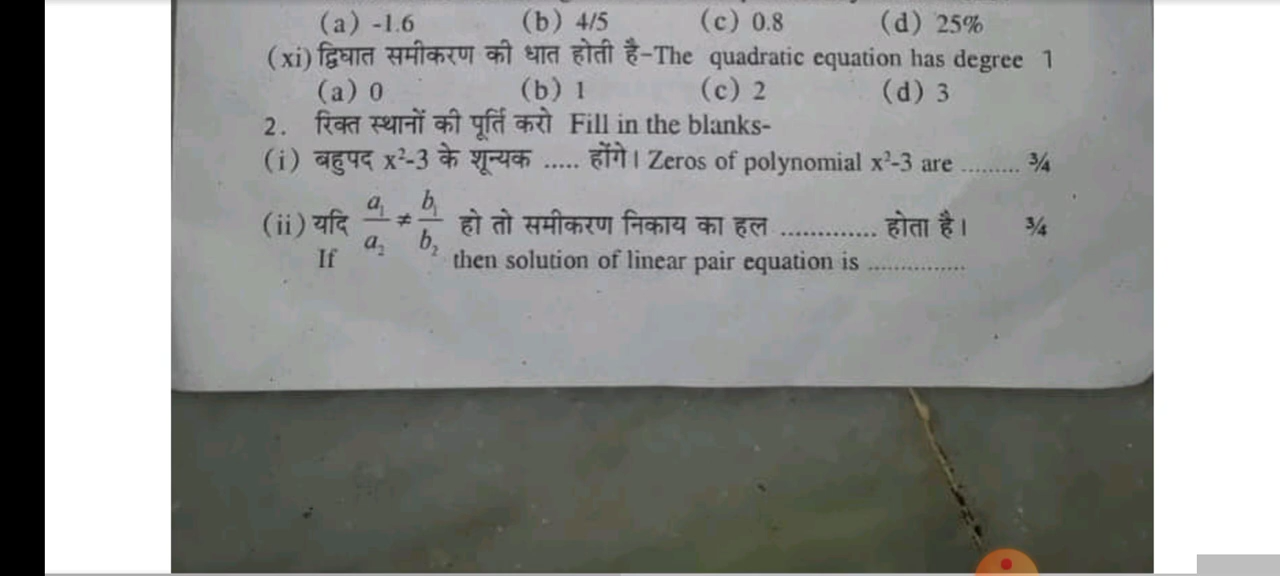 (a) -1.6 (b) 4/5 (c) 0.8 (d) 25%
(xi) द्विघात समीकरण की धात होती है-The quadratic equation has degree 1
(a) 0 (b) 1 (c) 2 (d) 3
2. रिक्त स्थानों की पूर्ति करो Fill in the blanks-
(i) बहुपद x²-3 के शून्यक ..... होंगे। Zeros of polynomial x²-3 are ......... ¾
(ii) यदि a₁/a₂ ≠ b₁/b₂ हो तो समीकरण निकाय का हल ............. होता है। ¾
If then solution of linear pair equation is ...............